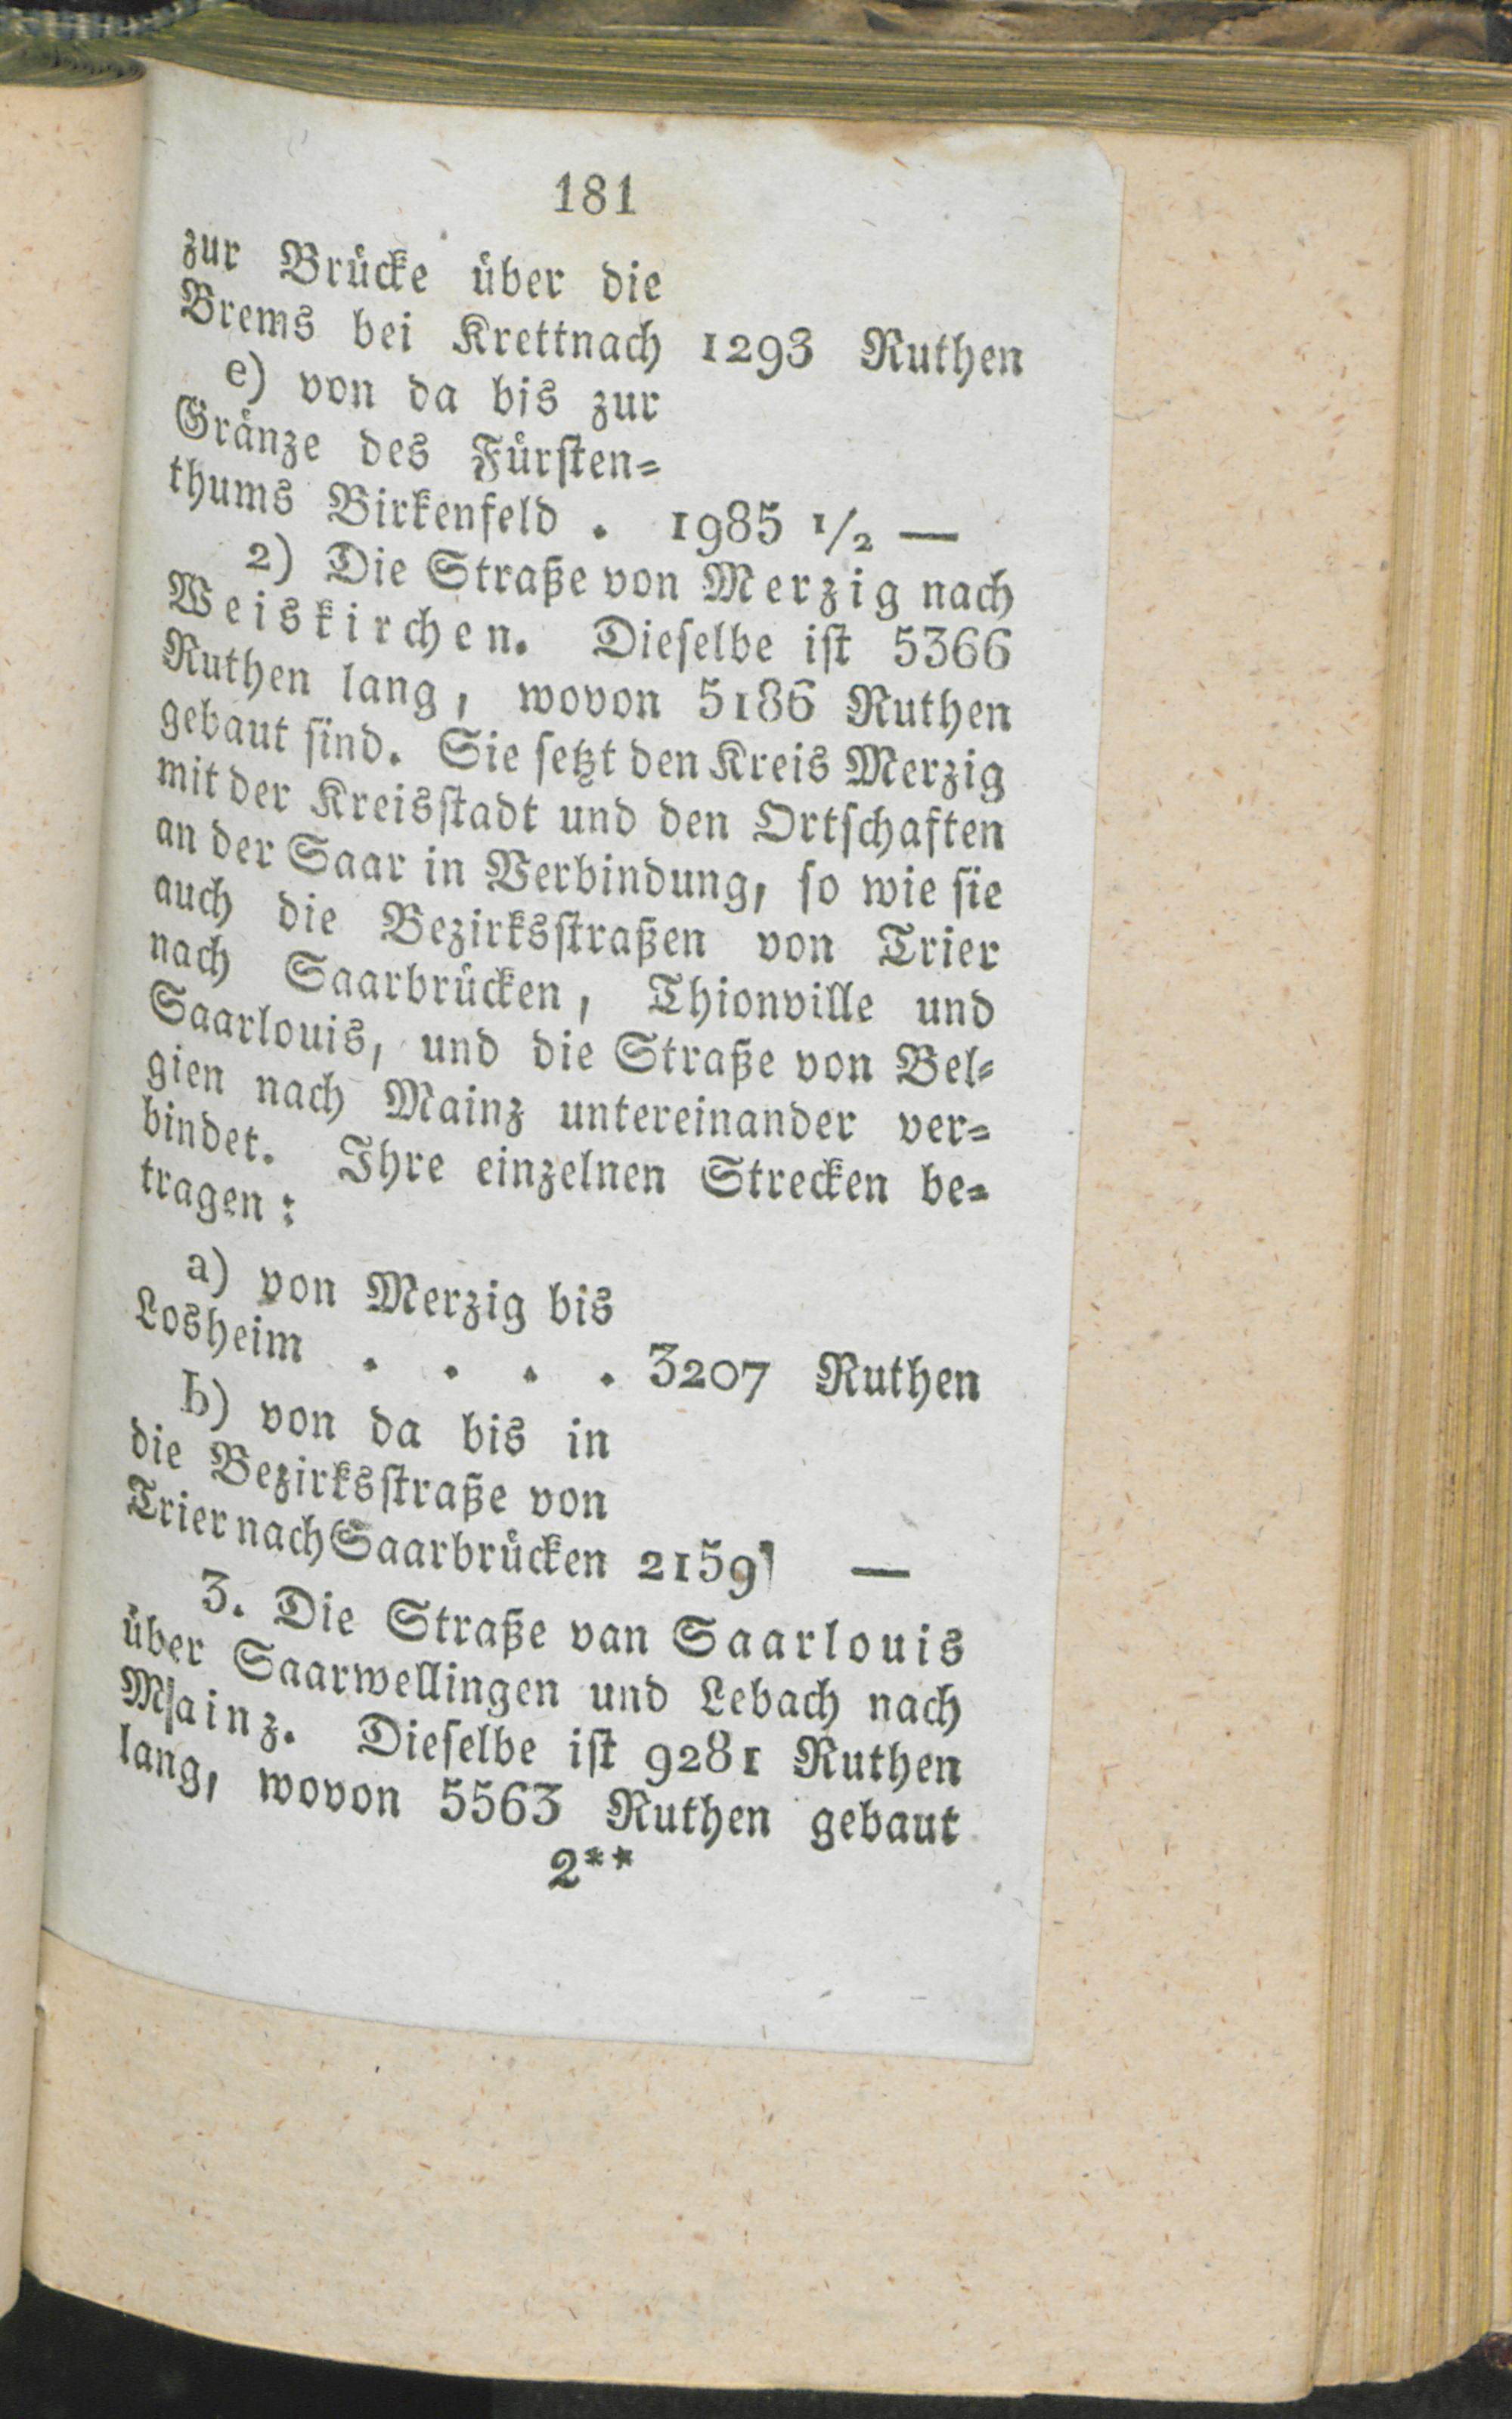 181
zur Brücke über die
Brems bei Krettnach 1293 Ruthen
e) von da bis zur
Gränze des Fürsten=
thums Birkenfeld . 1985 1/2 —
2) Die Straße von Merzig nach
Weiskirchen. Dieselbe ist 5366
Ruthen lang, wovon 5186 Ruthen
gebaut sind. Sie setzt den Kreis Merzig
mit der Kreisstadt und den Ortschaften
an der Saar in Verbindung, so wie sie
auch die Bezirksstraßen von Trier
nach Saarbrücken, Thionville und
Saarlouis, und die Straße von Bel=
gien nach Mainz untereinander ver=
bindet. Ihre einzelnen Strecken be=
tragen:
a) von Merzig bis
Losheim . . . . 3207 Ruthen
b) von da bis in
die Bezirksstraße von
Trier nach Saarbrücken 2159 —
3. Die Straße van Saarlouis
über Saarwellingen und Lebach nach
Mainz. Dieselbe ist 9281 Ruthen
lang, wovon 5563 Ruthen gebaut
2**